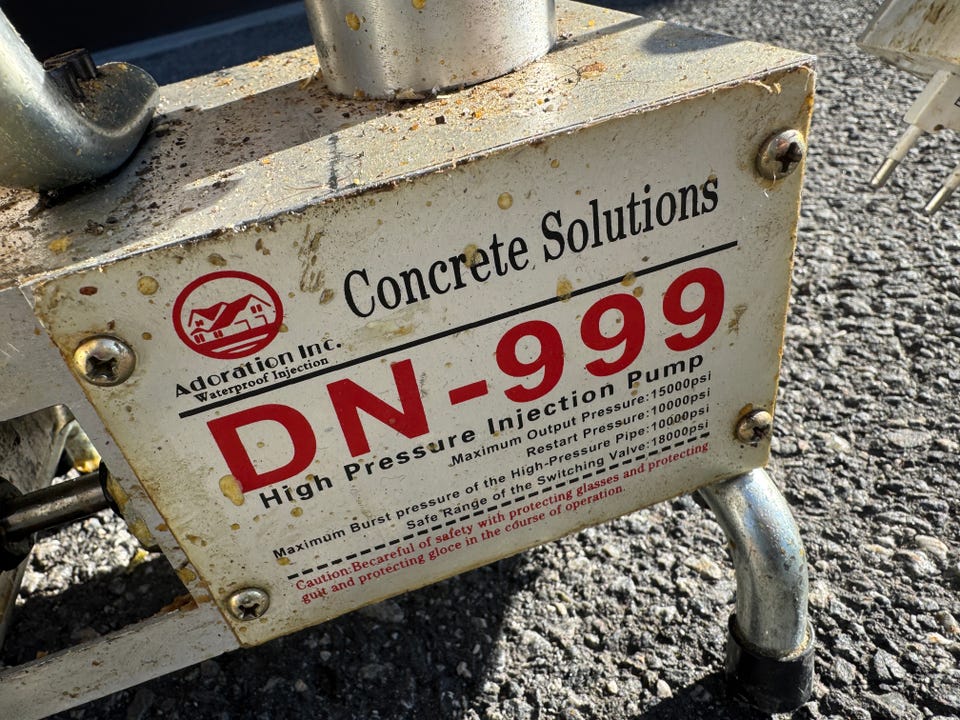 Concrete Solutions
Adoration Inc.
Waterproof Injection
DN-999
High Pressure Injection Pump
Maximum Output Pressure:15000psi
Restart Pressure:10000psi
Maximum Burst pressure of the High-Pressure Pipe:10000psi
Safe Range of the Switching Valve:18000psi
Caution:Becareful of safety with protecting glasses and protecting
guit and protecting gloce in the course of operation.